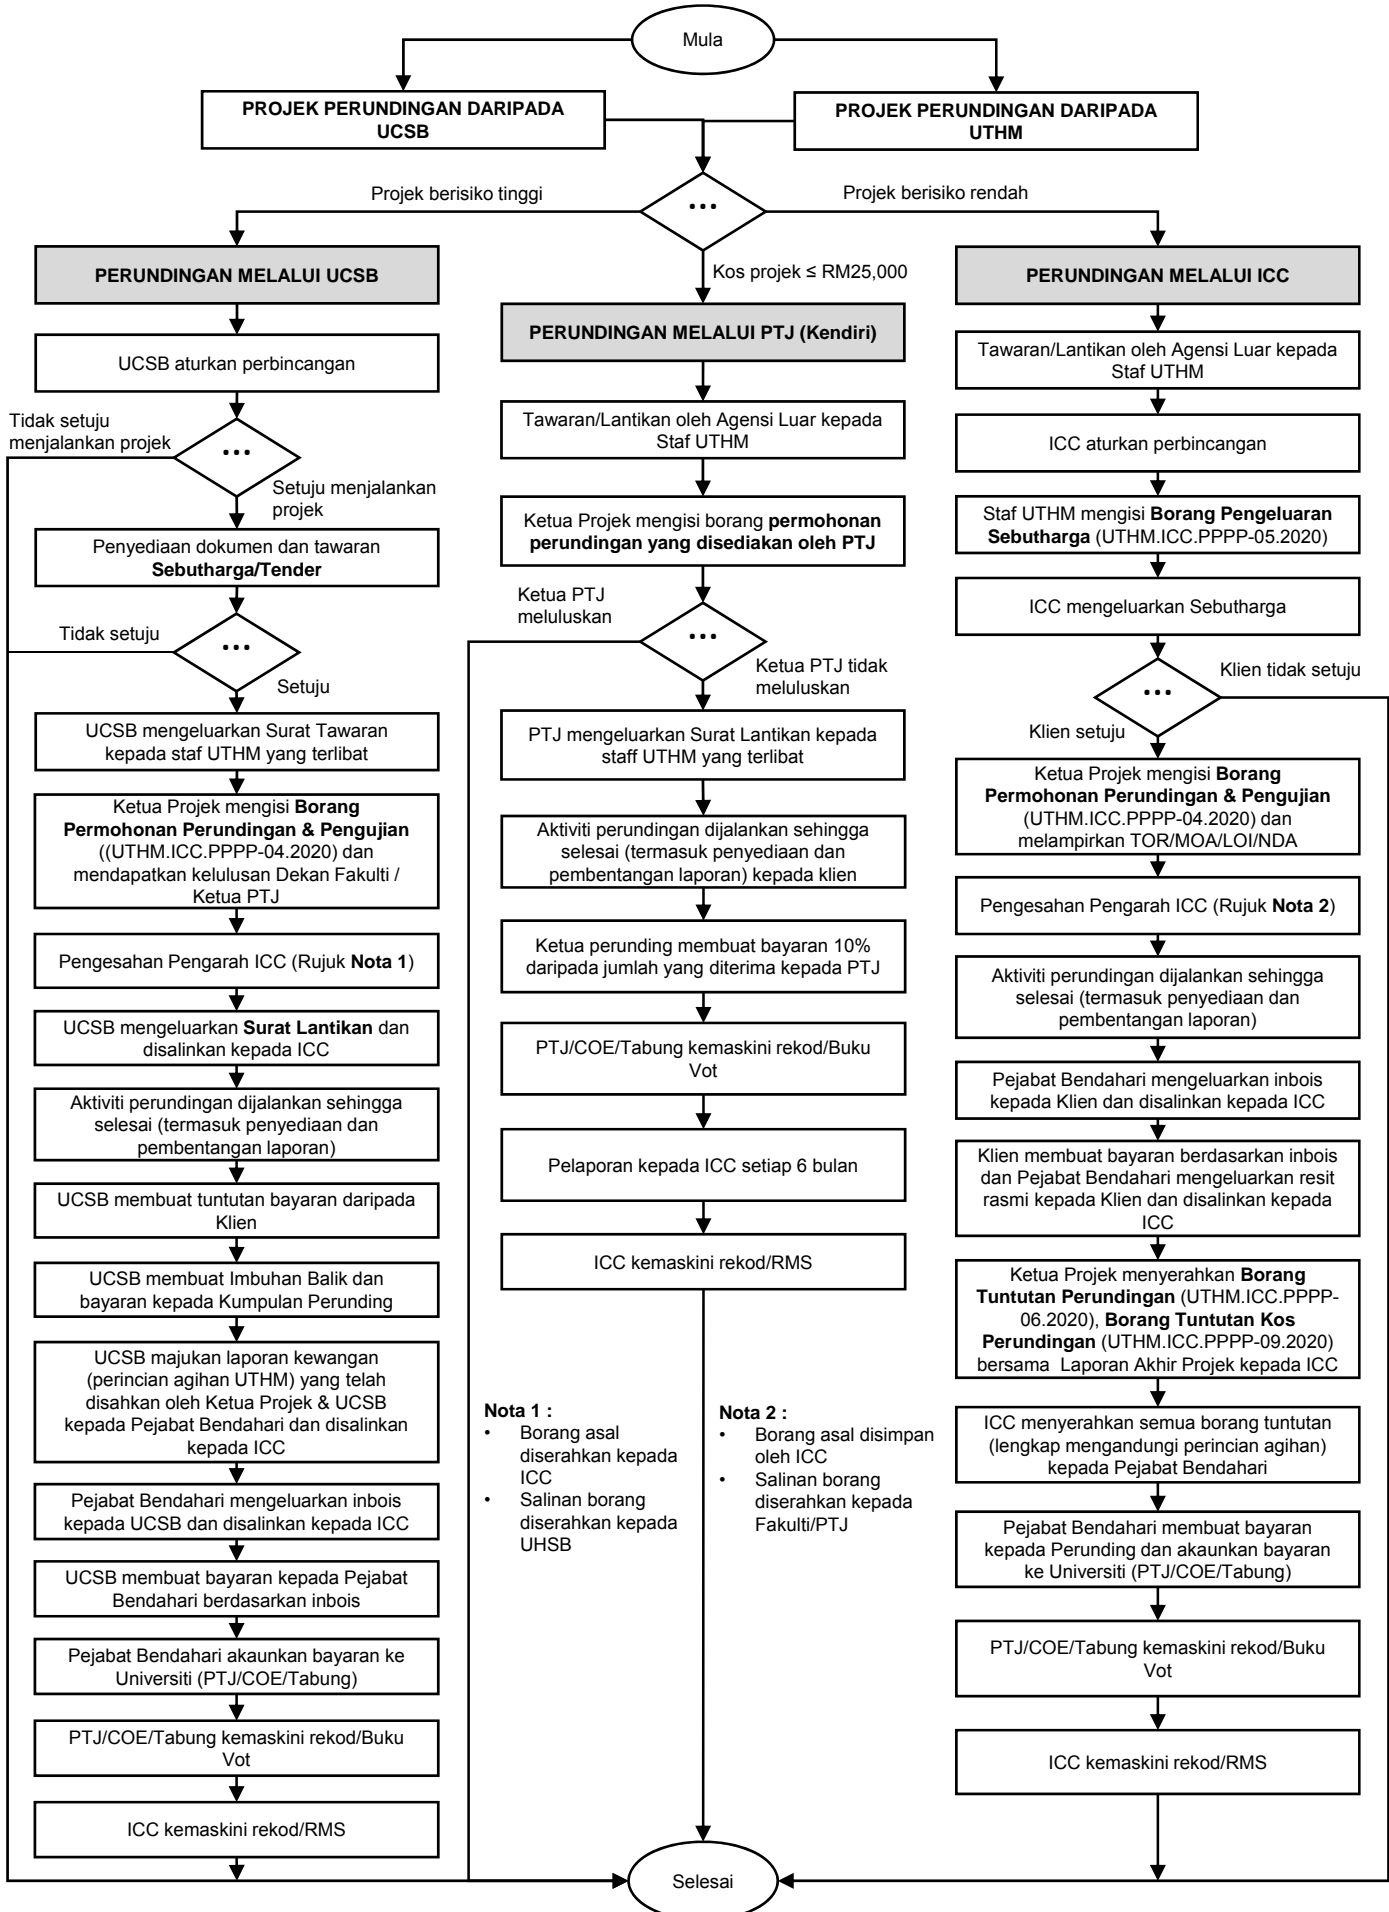 Mula
PROJEK PERUNDINGAN DARIPADA
UCSB
PROJEK PERUNDINGAN DARIPADA
UTHM
Projek berisiko tinggi
...
Projek berisiko rendah
Kos projek ≤ RM25,000
PERUNDINGAN MELALUI UCSB
UCSB aturkan perbincangan
Tidak setuju
menjalankan projek
...
Setuju menjalankan
projek
Penyediaan dokumen dan tawaran
Sebutharga/Tender
Tidak setuju
...
Setuju
UCSB mengeluarkan Surat Tawaran
kepada staf UTHM yang terlibat
Ketua Projek mengisi Borang
Permohonan Perundingan & Pengujian
((UTHM.ICC.PPPP-04.2020) dan
mendapatkan kelulusan Dekan Fakulti /
Ketua PTJ
Pengesahan Pengarah ICC (Rujuk Nota 1)
UCSB mengeluarkan Surat Lantikan dan
disalinkan kepada ICC
Aktiviti perundingan dijalankan sehingga
selesai (termasuk penyediaan dan
pembentangan laporan)
UCSB membuat tuntutan bayaran daripada
Klien
UCSB membuat Imbuhan Balik dan
bayaran kepada Kumpulan Perunding
UCSB majukan laporan kewangan
(perincian agihan UTHM) yang telah
disahkan oleh Ketua Projek & UCSB
kepada Pejabat Bendahari dan disalinkan
kepada ICC
Pejabat Bendahari mengeluarkan inbois
kepada UCSB dan disalinkan kepada ICC
UCSB membuat bayaran kepada Pejabat
Bendahari berdasarkan inbois
Pejabat Bendahari akaunkan bayaran ke
Universiti (PTJ/COE/Tabung)
PTJ/COE/Tabung kemaskini rekod/Buku
Vot
ICC kemaskini rekod/RMS
PERUNDINGAN MELALUI PTJ (Kendiri)
Tawaran/Lantikan oleh Agensi Luar kepada
Staf UTHM
Ketua Projek mengisi borang permohonan
perundingan yang disediakan oleh PTJ
Ketua PTJ
meluluskan
...
Ketua PTJ tidak
meluluskan
PTJ mengeluarkan Surat Lantikan kepada
staff UTHM yang terlibat
Aktiviti perundingan dijalankan sehingga
selesai (termasuk penyediaan dan
pembentangan laporan) kepada klien
Ketua perunding membuat bayaran 10%
daripada jumlah yang diterima kepada PTJ
PTJ/COE/Tabung kemaskini rekod/Buku
Vot
Pelaporan kepada ICC setiap 6 bulan
ICC kemaskini rekod/RMS
Nota 1 :
• Borang asal
diserahkan kepada
ICC
• Salinan borang
diserahkan kepada
UHSB
Nota 2 :
• Borang asal disimpan
oleh ICC
• Salinan borang
diserahkan kepada
Fakulti/PTJ
PERUNDINGAN MELALUI ICC
Tawaran/Lantikan oleh Agensi Luar kepada
Staf UTHM
ICC aturkan perbincangan
Staf UTHM mengisi Borang Pengeluaran
Sebutharga (UTHM.ICC.PPPP-05.2020)
ICC mengeluarkan Sebutharga
Klien tidak setuju
...
Klien setuju
Ketua Projek mengisi Borang
Permohonan Perundingan & Pengujian
(UTHM.ICC.PPPP-04.2020) dan
melampirkan TOR/MOA/LOI/NDA
Pengesahan Pengarah ICC (Rujuk Nota 2)
Aktiviti perundingan dijalankan sehingga
selesai (termasuk penyediaan dan
pembentangan laporan)
Pejabat Bendahari mengeluarkan inbois
kepada Klien dan disalinkan kepada ICC
Klien membuat bayaran berdasarkan inbois
dan Pejabat Bendahari mengeluarkan resit
rasmi kepada Klien dan disalinkan kepada
ICC
Ketua Projek menyerahkan Borang
Tuntutan Perundingan (UTHM.ICC.PPPP-
06.2020), Borang Tuntutan Kos
Perundingan (UTHM.ICC.PPPP-09.2020)
bersama Laporan Akhir Projek kepada ICC
ICC menyerahkan semua borang tuntutan
(lengkap mengandungi perincian agihan)
kepada Pejabat Bendahari
Pejabat Bendahari membuat bayaran
kepada Perunding dan akaunkan bayaran
ke Universiti (PTJ/COE/Tabung)
PTJ/COE/Tabung kemaskini rekod/Buku
Vot
ICC kemaskini rekod/RMS
Selesai